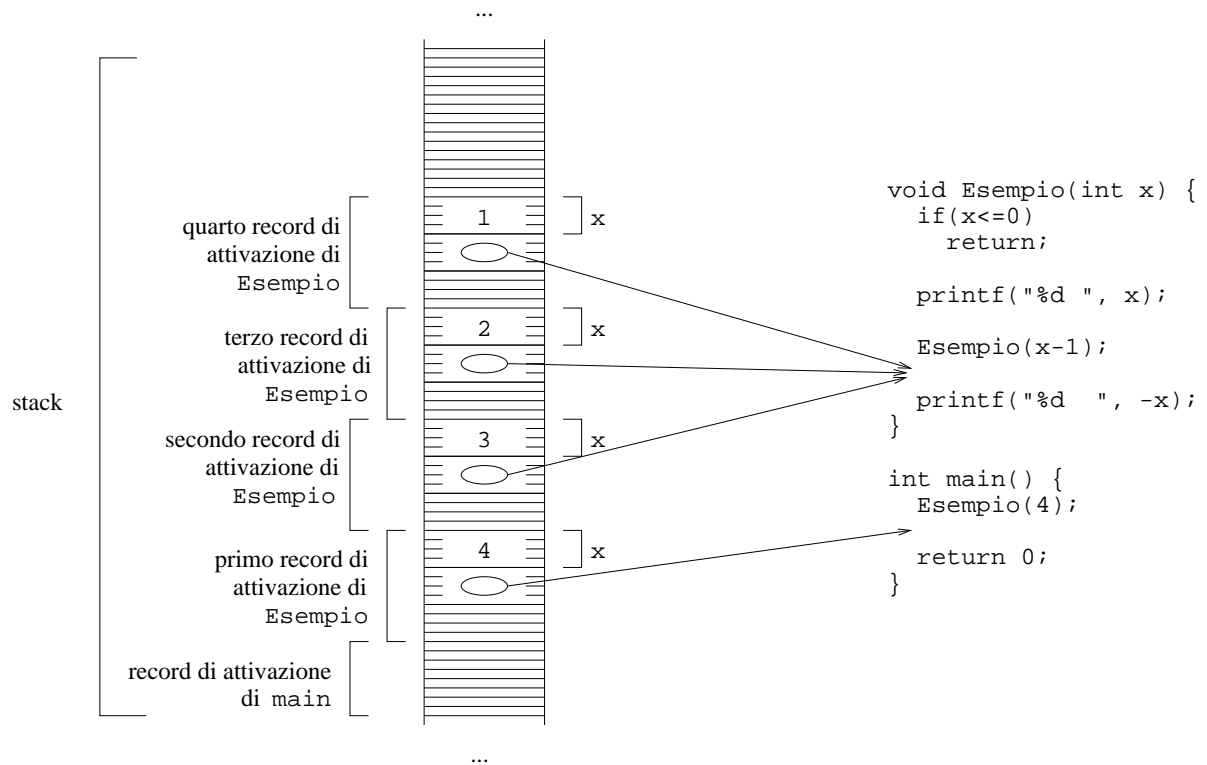 ...
stack
quarto record di
attivazione di
Esempio
1
x
terzo record di
attivazione di
Esempio
2
x
secondo record di
attivazione di
Esempio
3
x
primo record di
attivazione di
Esempio
4
x
record di attivazione
di main
...
void Esempio(int x) {
if(x<=0)
return;
printf("%d ", x);
Esempio(x-1);
printf("%d  ", -x);
}
int main() {
Esempio(4);
return 0;
}